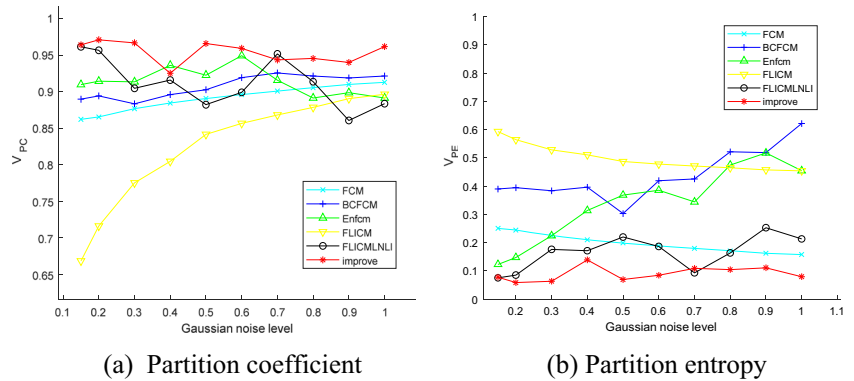 1
0.95
0.9
0.85
0.8
0.75
0.7
0.65
V PC
FCM
BCFCM
Enfcm
FLICM
FLICMLNLI
improve
0.1 0.2 0.3 0.4 0.5 0.6 0.7 0.8 0.9 1
Gaussian noise level
(a) Partition coefficient
1
0.9
0.8
0.7
0.6
0.5
0.4
0.3
0.2
0.1
0
V PE
FCM
BCFCM
Enfcm
FLICM
FLICMLNLI
improve
0.2 0.3 0.4 0.5 0.6 0.7 0.8 0.9 1 1.1
Gaussian noise level
(b) Partition entropy